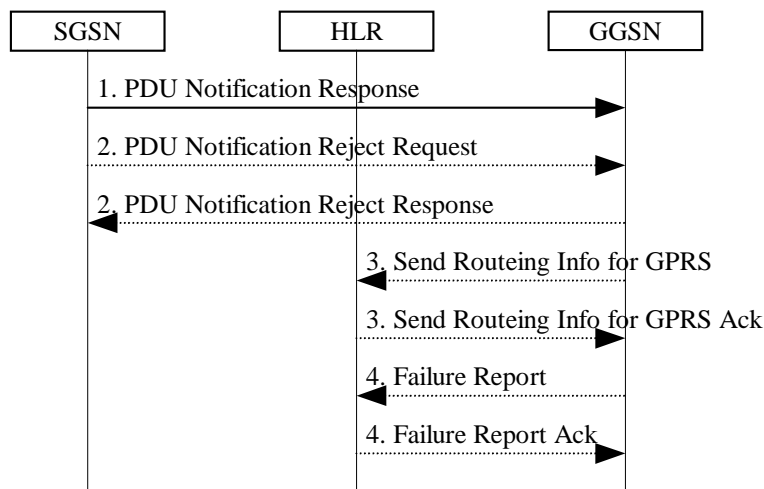 SGSN HLR GGSN
1. PDU Notification Response
2. PDU Notification Reject Request
2. PDU Notification Reject Response
3. Send Routeing Info for GPRS
3. Send Routeing Info for GPRS Ack
4. Failure Report
4. Failure Report Ack